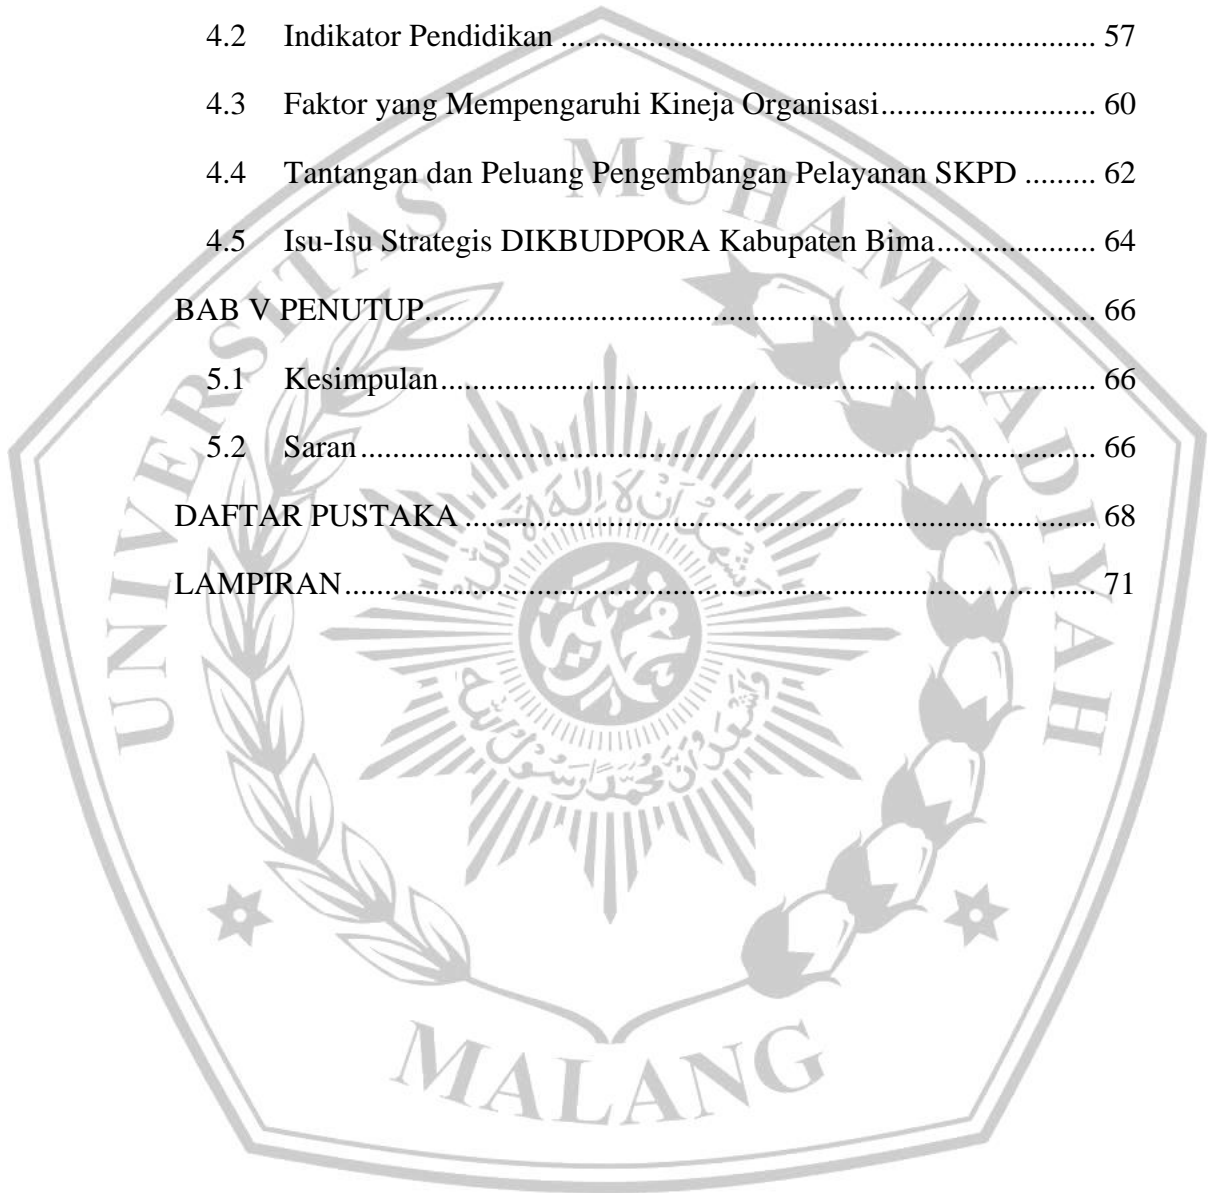 4.2 Indikator Pendidikan .................................................................... 57
4.3 Faktor yang Mempengaruhi Kineja Organisasi........................... 60
4.4 Tantangan dan Peluang Pengembangan Pelayanan SKPD ......... 62
4.5 Isu-Isu Strategis DIKBUDPORA Kabupaten Bima.................... 64
BAB V PENUTUP..................................................................................... 66
5.1 Kesimpulan................................................................................... 66
5.2 Saran............................................................................................. 66
DAFTAR PUSTAKA ................................................................................ 68
LAMPIRAN............................................................................................... 71
UNIVERSITAS MUHAMMADIYAH
MALANG